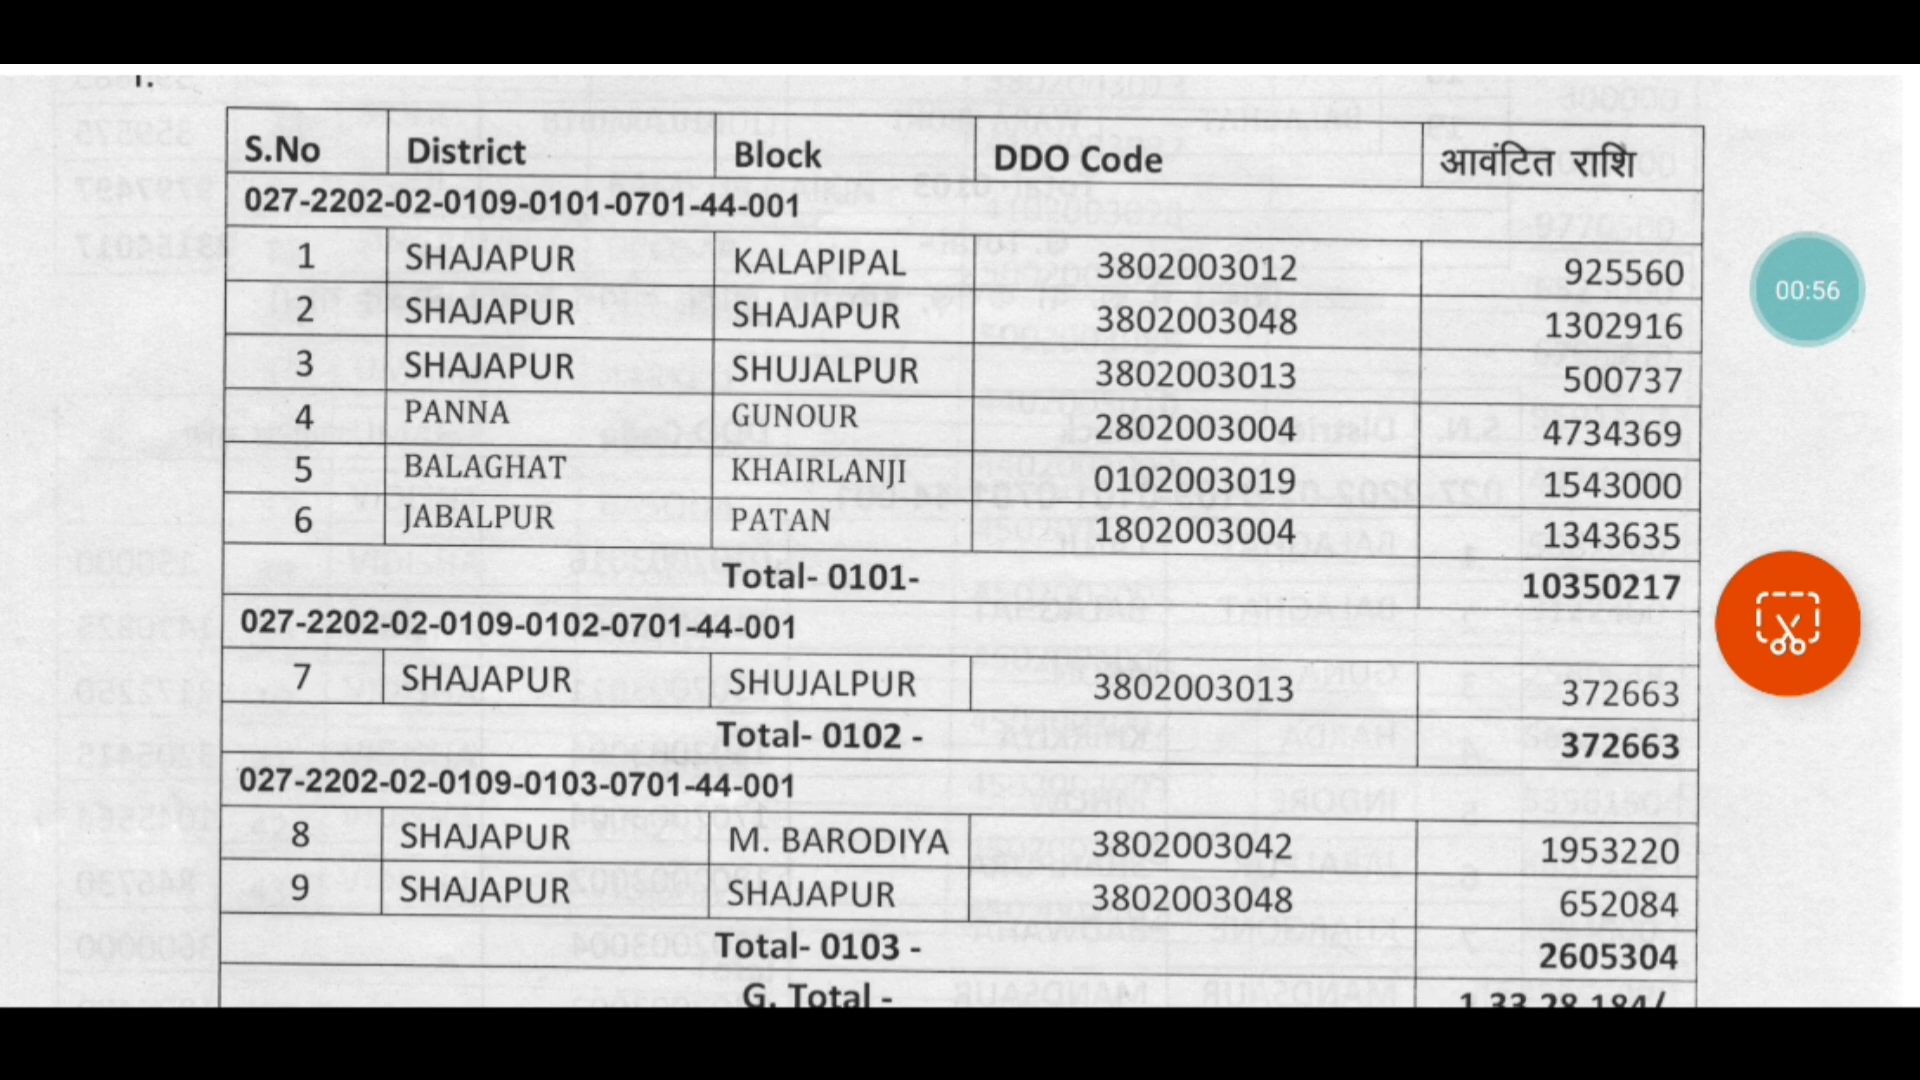 S.No District Block DDO Code आवंटित राशि
027-2202-02-0109-0101-0701-44-001
1 SHAJAPUR KALAPIPAL 3802003012 925560
2 SHAJAPUR SHAJAPUR 3802003048 1302916
3 SHAJAPUR SHUJALPUR 3802003013 500737
4 PANNA GUNOUR 2802003004 4734369
5 BALAGHAT KHAIRLANJI 0102003019 1543000
6 JABALPUR PATAN 1802003004 1343635
Total- 0101- 10350217
027-2202-02-0109-0102-0701-44-001
7 SHAJAPUR SHUJALPUR 3802003013 372663
Total- 0102 - 372663
027-2202-02-0109-0103-0701-44-001
8 SHAJAPUR M. BARODIYA 3802003042 1953220
9 SHAJAPUR SHAJAPUR 3802003048 652084
Total- 0103 - 2605304
G. Total - 1,33,28,184/
00:56